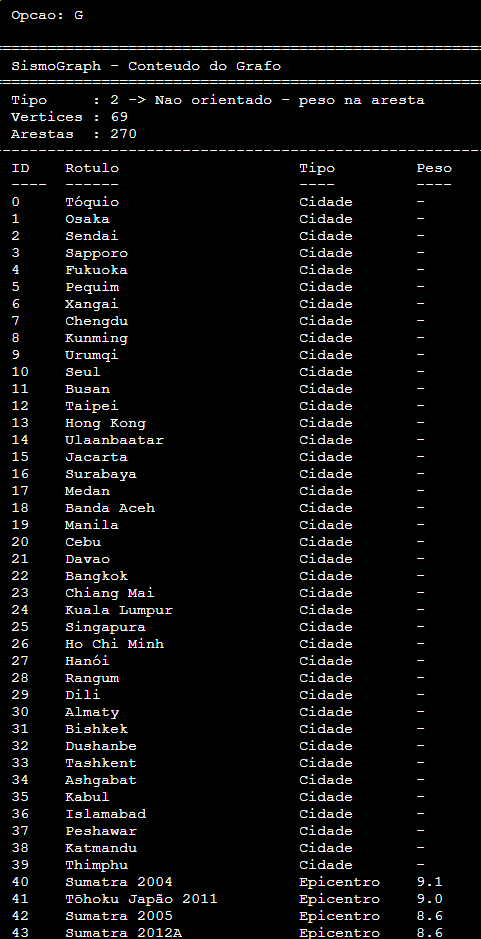 Opcao: G
================================================
SismoGraph - Conteudo do Grafo
================================================
Tipo     : 2 -> Nao orientado - peso na aresta
Vertices : 69
Arestas  : 270
------------------------------------------------
ID    Rotulo                    Tipo         Peso
----  ------                    ----         ----
0     Tóquio                    Cidade       -
1     Osaka                     Cidade       -
2     Sendai                    Cidade       -
3     Sapporo                   Cidade       -
4     Fukuoka                   Cidade       -
5     Pequim                    Cidade       -
6     Xangai                    Cidade       -
7     Chengdu                   Cidade       -
8     Kunming                   Cidade       -
9     Urumqi                    Cidade       -
10    Seul                      Cidade       -
11    Busan                     Cidade       -
12    Taipei                    Cidade       -
13    Hong Kong                 Cidade       -
14    Ulaanbaatar               Cidade       -
15    Jacarta                   Cidade       -
16    Surabaya                  Cidade       -
17    Medan                     Cidade       -
18    Banda Aceh                Cidade       -
19    Manila                    Cidade       -
20    Cebu                      Cidade       -
21    Davao                     Cidade       -
22    Bangkok                   Cidade       -
23    Chiang Mai                Cidade       -
24    Kuala Lumpur              Cidade       -
25    Singapura                 Cidade       -
26    Ho Chi Minh               Cidade       -
27    Hanói                     Cidade       -
28    Rangum                    Cidade       -
29    Dili                      Cidade       -
30    Almaty                    Cidade       -
31    Bishkek                   Cidade       -
32    Dushanbe                  Cidade       -
33    Tashkent                  Cidade       -
34    Ashgabat                  Cidade       -
35    Kabul                     Cidade       -
36    Islamabad                 Cidade       -
37    Peshawar                  Cidade       -
38    Katmandu                  Cidade       -
39    Thimphu                   Cidade       -
40    Sumatra 2004              Epicentro    9.1
41    Tōhoku Japão 2011         Epicentro    9.0
42    Sumatra 2005              Epicentro    8.6
43    Sumatra 2012A             Epicentro    8.6